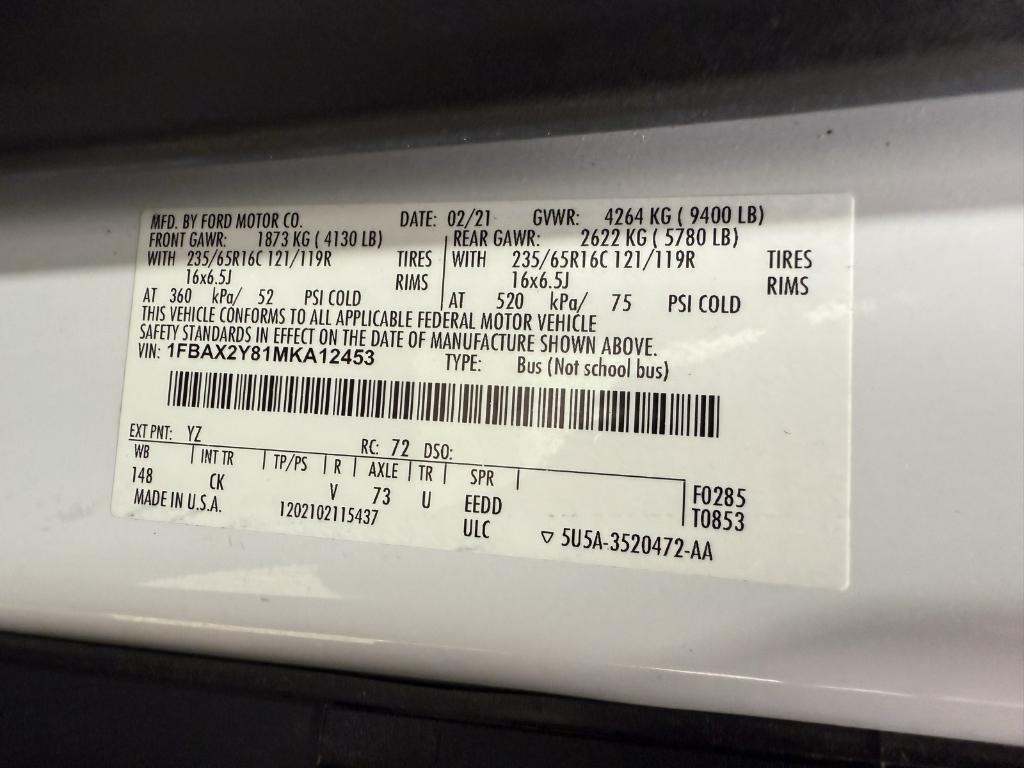 MFD. BY FORD MOTOR CO. DATE: 02/21 GVWR: 4264 KG ( 9400 LB)
FRONT GAWR: 1873 KG ( 4130 LB) REAR GAWR: 2622 KG ( 5780 LB)
WITH 235/65R16C 121/119R TIRES WITH 235/65R16C 121/119R TIRES
16x6.5J RIMS 16x6.5J RIMS
AT 360 kPa/ 52 PSI COLD AT 520 kPa/ 75 PSI COLD
THIS VEHICLE CONFORMS TO ALL APPLICABLE FEDERAL MOTOR VEHICLE
SAFETY STANDARDS IN EFFECT ON THE DATE OF MANUFACTURE SHOWN ABOVE.
VIN: 1FBAX2Y81MKA12453 TYPE: Bus (Not school bus)
EXT PNT: YZ RC: 72 DSO:
WB INT TR TP/PS R AXLE TR SPR
148 CK V 73 U EEDD F0285
MADE IN U.S.A. 1202102115437 ULC T0853
▽ 5U5A-3520472-AA